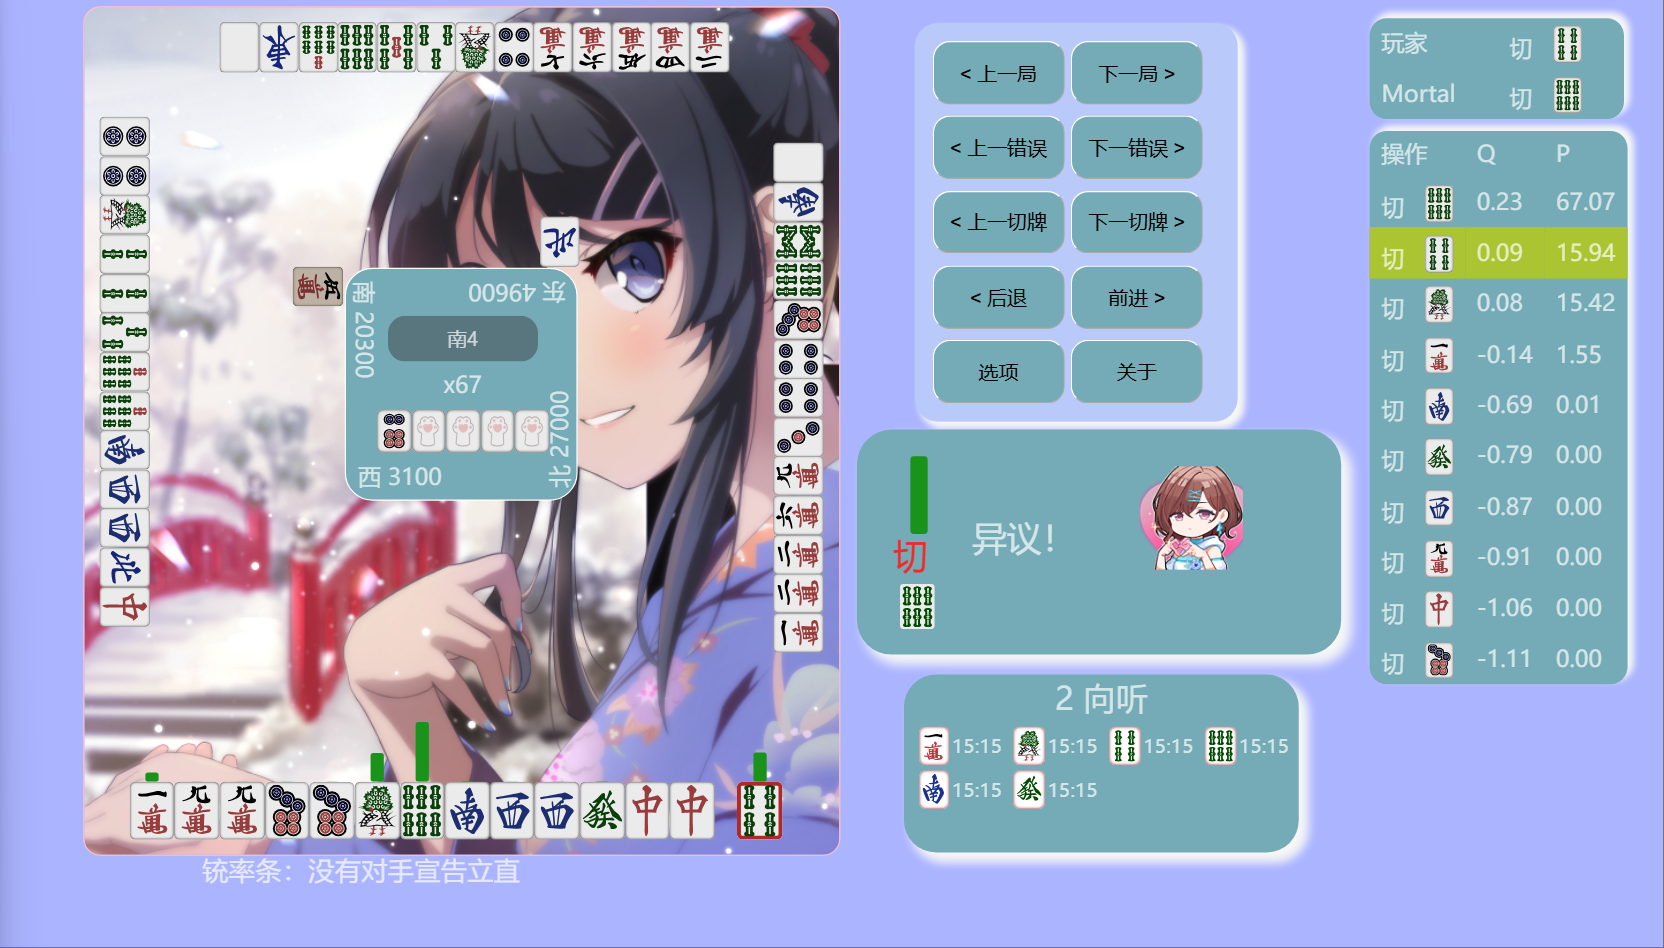 东 49600
南 20300
南4
x67
西 3100
北 27000
铳率条：没有对手宣告立直
< 上一局
下一局 >
< 上一错误
下一错误 >
< 上一切牌
下一切牌 >
< 后退
前进 >
选项
关于
切
异议！
2 向听
15:15 15:15 15:15 15:15
15:15 15:15
玩家 切
Mortal 切
操作 Q P
切 0.23 67.07
切 0.09 15.94
切 0.08 15.42
切 -0.14 1.55
切 -0.69 0.01
切 -0.79 0.00
切 -0.87 0.00
切 -0.91 0.00
切 -1.06 0.00
切 -1.11 0.00